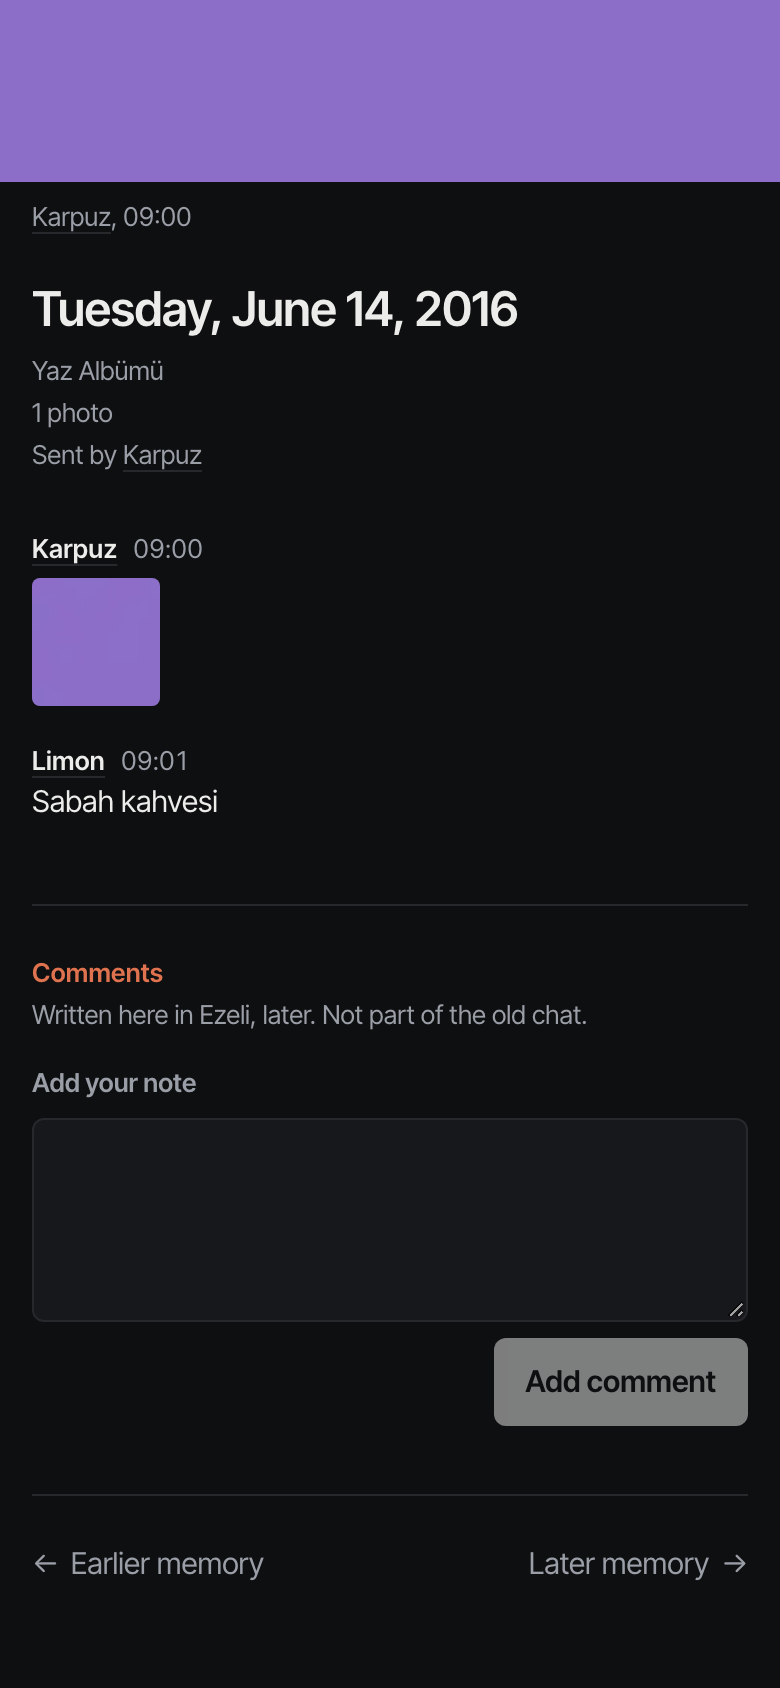 Karpuz, 09:00
Tuesday, June 14, 2016
Yaz Albümü
1 photo
Sent by Karpuz
Karpuz 09:00
Limon 09:01
Sabah kahvesi
Comments
Written here in Ezeli, later. Not part of the old chat.
Add your note
Add comment
← Earlier memory
Later memory →